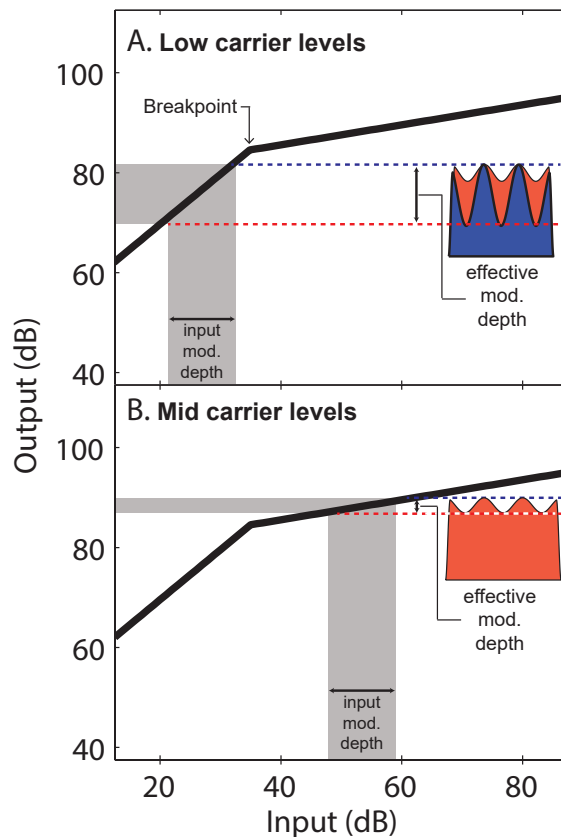 A. Low carrier levels
100
Breakpoint
80
effective
mod.
depth
60
input
mod.
depth
40
Output (dB)
B. Mid carrier levels
100
80
effective
mod.
depth
60
input
mod.
depth
40
20
40
60
80
Input (dB)